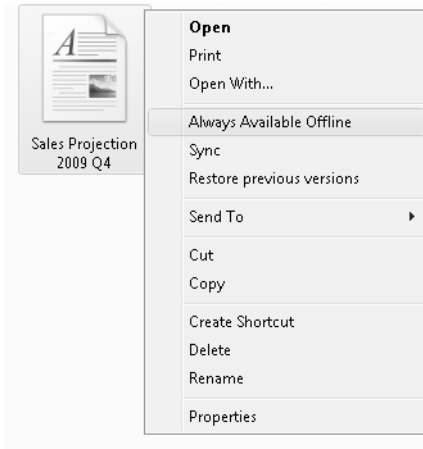 Sales Projection
2009 Q4
Open
Print
Open With...
Always Available Offline
Sync
Restore previous versions
Send To
Cut
Copy
Create Shortcut
Delete
Rename
Properties